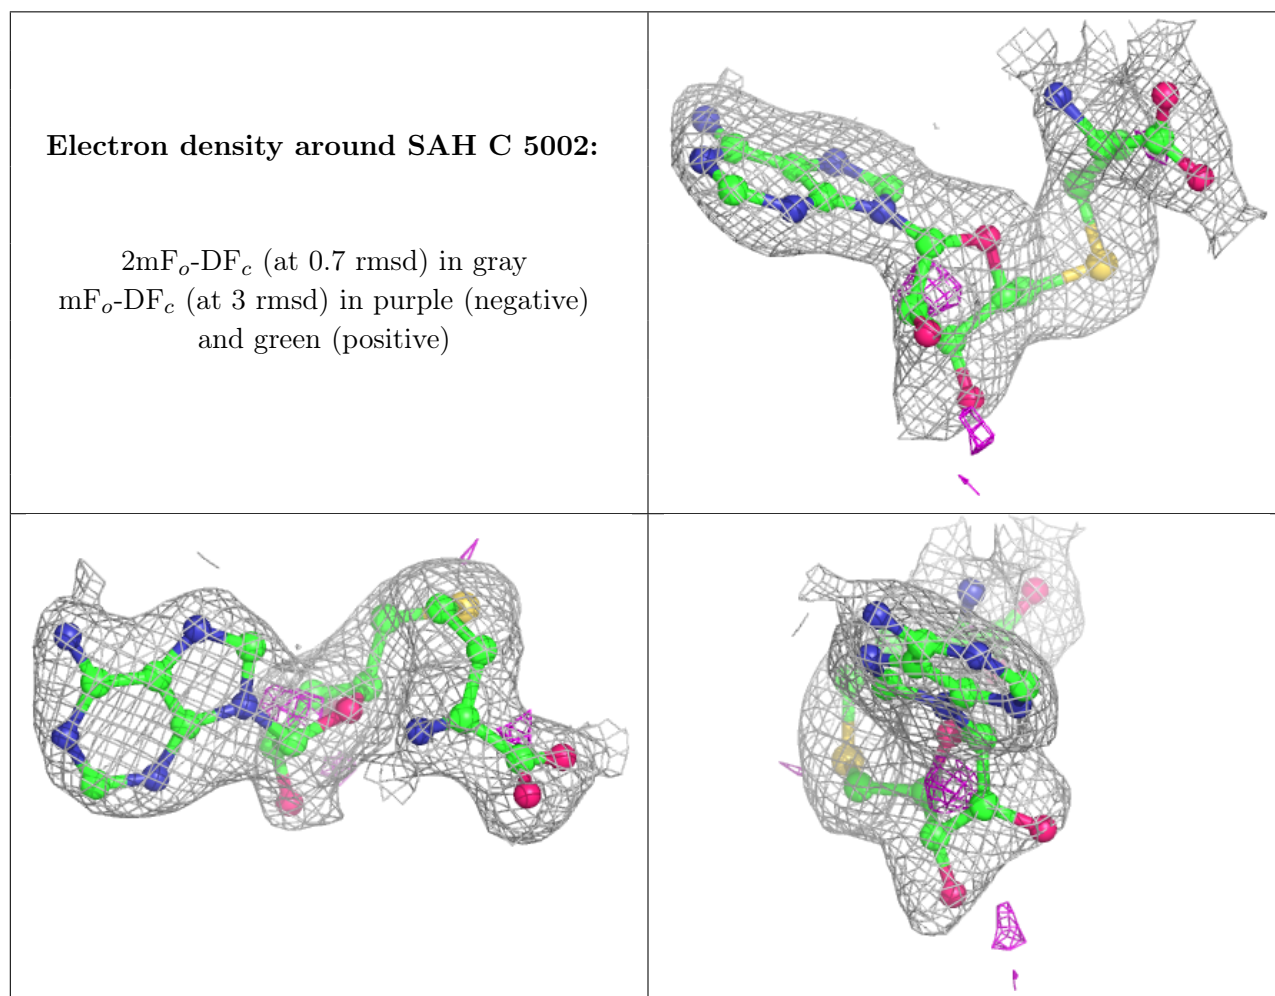 Electron density around SAH C 5002:
2mFₒ-DF𝒸 (at 0.7 rmsd) in gray
mFₒ-DF𝒸 (at 3 rmsd) in purple (negative)
and green (positive)